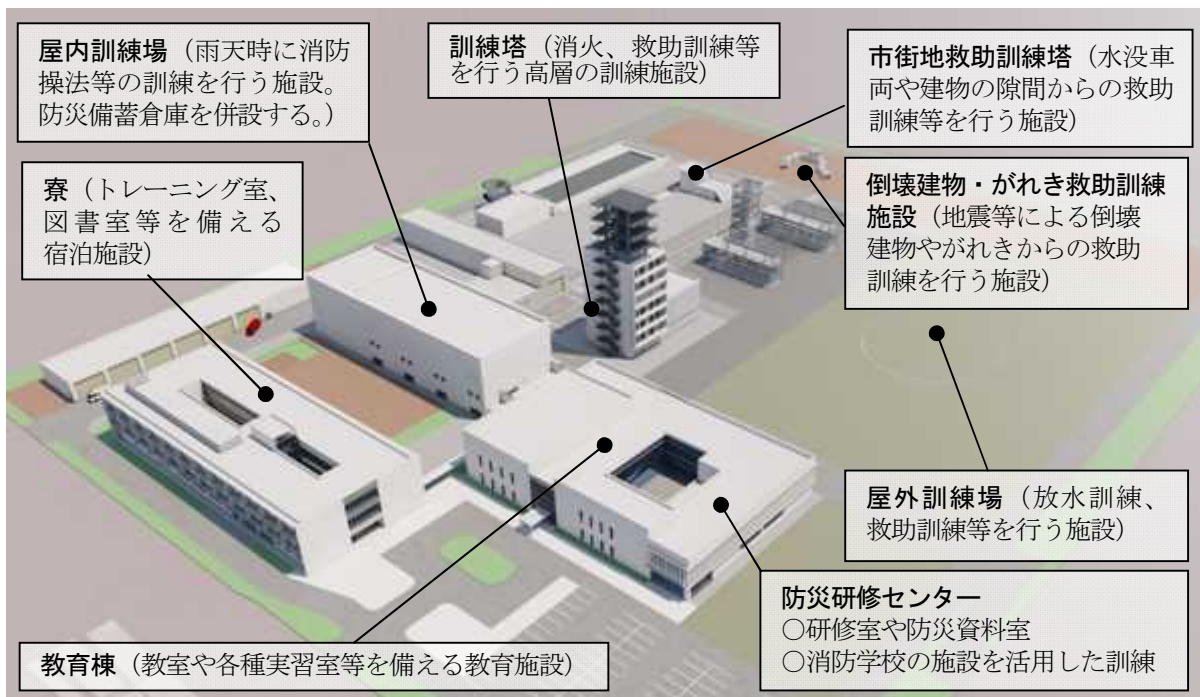 屋内訓練場（雨天時に消防
操法等の訓練を行う施設。
防災備蓄倉庫を併設する。）
訓練塔（消火、救助訓練等
を行う高層の訓練施設）
市街地救助訓練塔（水没車
両や建物の隙間からの救助
訓練等を行う施設）
寮（トレーニング室、
図書室等を備える
宿泊施設）
倒壊建物・がれき救助訓練
施設（地震等による倒壊
建物やがれきからの救助
訓練を行う施設）
屋外訓練場（放水訓練、
救助訓練等を行う施設）
防災研修センター
○研修室や防災資料室
○消防学校の施設を活用した訓練
教育棟（教室や各種実習室等を備える教育施設）